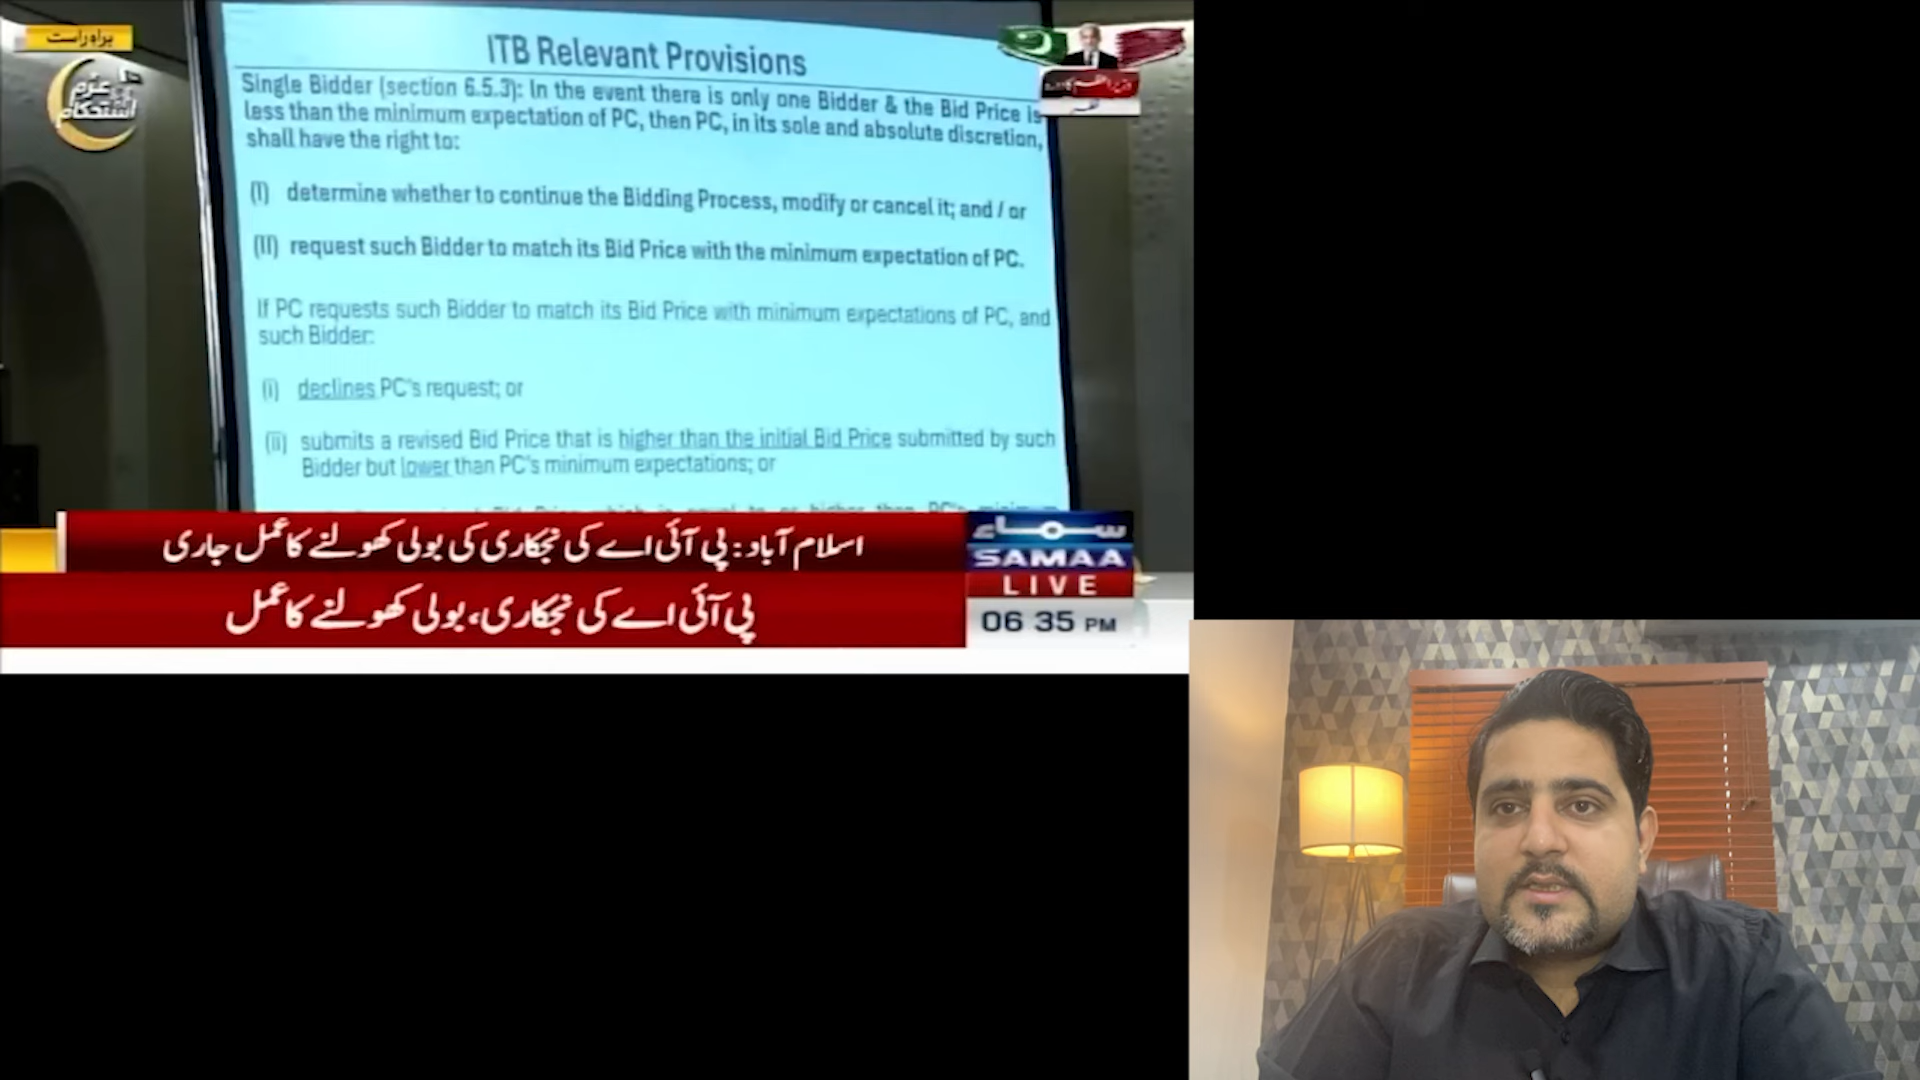 براہِ راست
عزم
استحکام
ITB Relevant Provisions
Single Bidder (section 6.5.3): In the event there is only one Bidder & the Bid Price is
less than the minimum expectation of PC, then PC, in its sole and absolute discretion,
shall have the right to:
(I) determine whether to continue the Bidding Process, modify or cancel it; and / or
(II) request such Bidder to match its Bid Price with the minimum expectation of PC.
If PC requests such Bidder to match its Bid Price with minimum expectations of PC, and
such Bidder:
(i) declines PC's request; or
(ii) submits a revised Bid Price that is higher than the initial Bid Price submitted by such
Bidder but lower than PC's minimum expectations; or
اسلام آباد: پی آئی اے کی نجکاری کی بولی کھولنے کا عمل جاری
پی آئی اے کی نجکاری، بولی کھولنے کا عمل
سماء
SAMAA
LIVE
06 35 PM